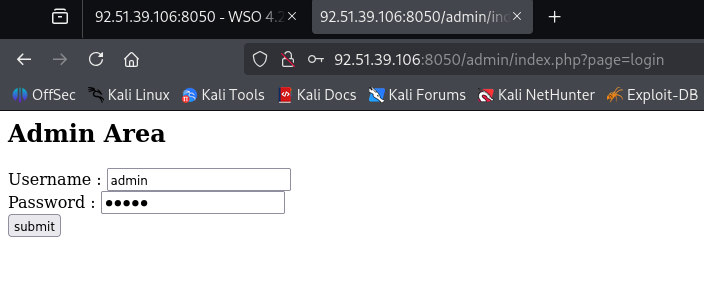 92.51.39.106:8050 - WSO 4.2
92.51.39.106:8050/admin/ind
92.51.39.106:8050/admin/index.php?page=login
OffSec Kali Linux Kali Tools Kali Docs Kali Forums Kali NetHunter Exploit-DB
Admin Area
Username : admin
Password : •••••
submit